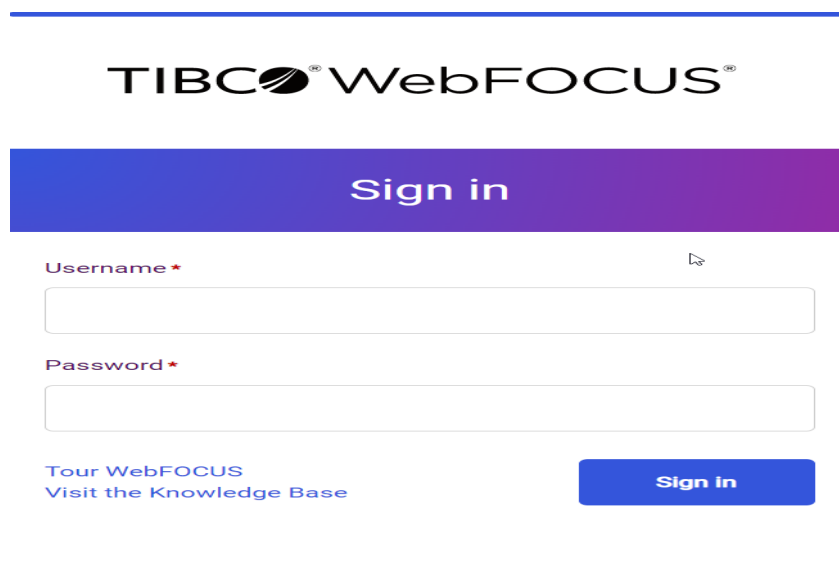 TIBCO® WebFOCUS®
Sign in
Username *
Password *
Tour WebFOCUS
Visit the Knowledge Base
Sign in